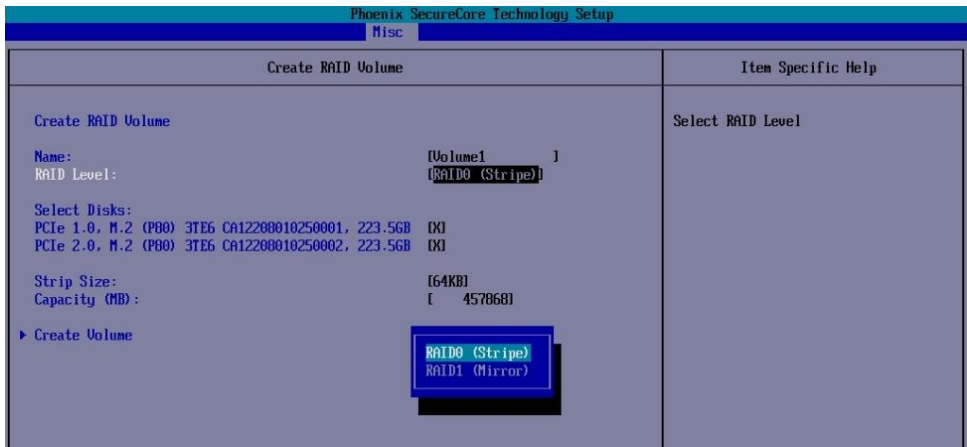 Phoenix SecureCore Technology Setup
Misc
Create RAID Volume
Item Specific Help
Create RAID Volume
Select RAID Level
Name: [Volume1 ]
RAID Level: [RAID0 (Stripe)]
Select Disks:
PCIe 1.0, M.2 (P80) 3TE6 CA12208010250001, 223.5GB [X]
PCIe 2.0, M.2 (P80) 3TE6 CA12208010250002, 223.5GB [X]
Strip Size: [64KB]
Capacity (MB): [ 457868]
Create Volume
RAID0 (Stripe)
RAID1 (Mirror)